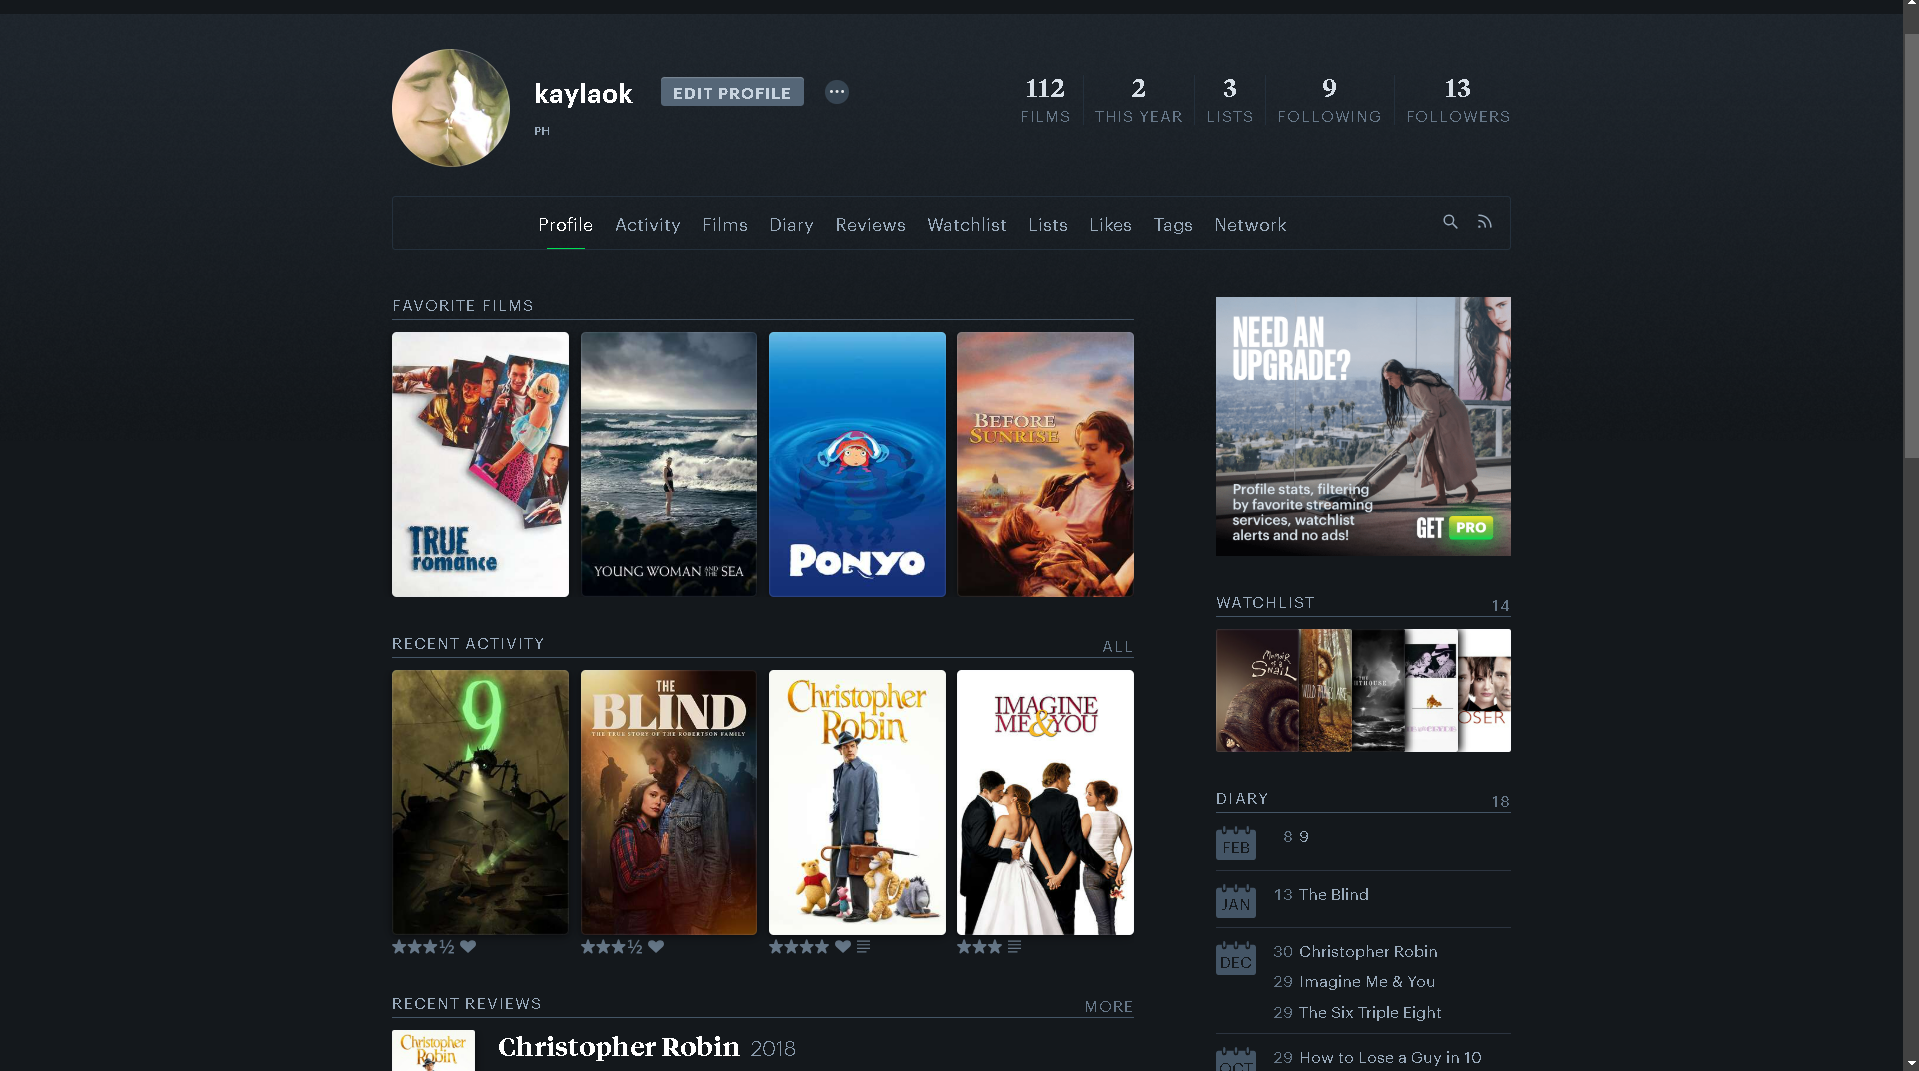 kaylaok
EDIT PROFILE
PH
112
FILMS
2
THIS YEAR
3
LISTS
9
FOLLOWING
13
FOLLOWERS
Profile Activity Films Diary Reviews Watchlist Lists Likes Tags Network
FAVORITE FILMS
TRUE
romance
YOUNG WOMAN AND THE SEA
PONYO
BEFORE
SUNRISE
RECENT ACTIVITY
ALL
9
THE
BLIND
THE TRUE STORY OF THE ROBERTSON FAMILY
Christopher
Robin
IMAGINE
ME & YOU
★★★½
★★★½
★★★★
★★★
RECENT REVIEWS
MORE
Christopher
Robin
Christopher Robin 2018
NEED AN
UPGRADE?
Profile stats, filtering
by favorite streaming
services, watchlist
alerts and no ads!
GET PRO
WATCHLIST
14
Memoir
of a
Snail
OSER
DIARY
18
FEB
8 9
JAN
13 The Blind
DEC
30 Christopher Robin
29 Imagine Me & You
29 The Six Triple Eight
OCT
29 How to Lose a Guy in 10